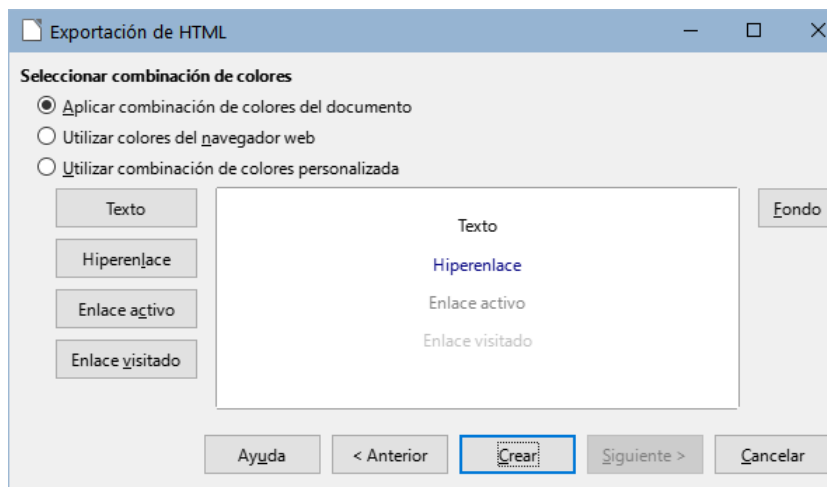 Exportación de HTML
Seleccionar combinación de colores
Aplicar combinación de colores del documento
Utilizar colores del navegador web
Utilizar combinación de colores personalizada
Texto
Hiperenlace
Enlace activo
Enlace visitado
Texto
Hiperenlace
Enlace activo
Enlace visitado
Fondo
Ayuda
< Anterior
Crear
Siguiente >
Cancelar